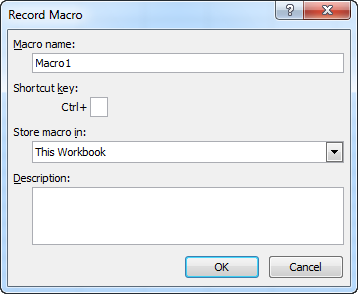 Record Macro
Macro name:
Macro1
Shortcut key:
Ctrl+
Store macro in:
This Workbook
Description:
OK Cancel